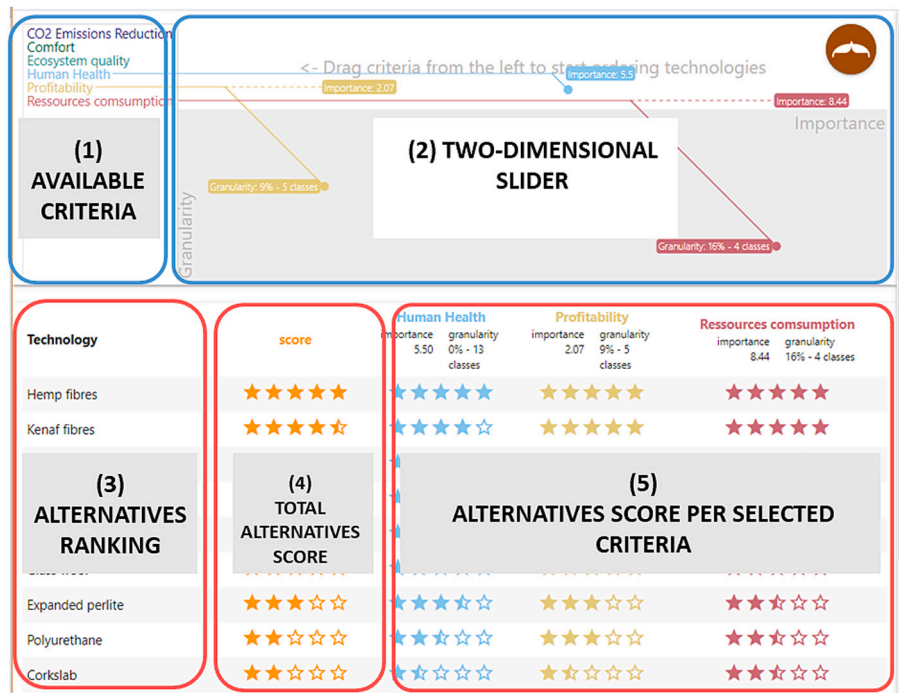 CO2 Emissions Reduction
Comfort
Ecosystem quality
Human Health
Profitability
Ressources comsumption
<- Drag criteria from the left to start ordering technologies
Importance: 5.5
Importance: 2.07
Importance: 8.44
Importance
(1)
AVAILABLE
CRITERIA
(2) TWO-DIMENSIONAL
SLIDER
Granularity: 9% - 5 classes
Granularity
Granularity: 16% - 4 classes
Technology
score
Human Health
importance
5.50
granularity
0% - 13
classes
Profitability
importance
2.07
granularity
9% - 5
classes
Ressources comsumption
importance
8.44
granularity
16% - 4 classes
Hemp fibres
Kenaf fibres
(3)
ALTERNATIVES
RANKING
(4)
TOTAL
ALTERNATIVES
SCORE
(5)
ALTERNATIVES SCORE PER SELECTED
CRITERIA
Expanded perlite
Polyurethane
Corkslab